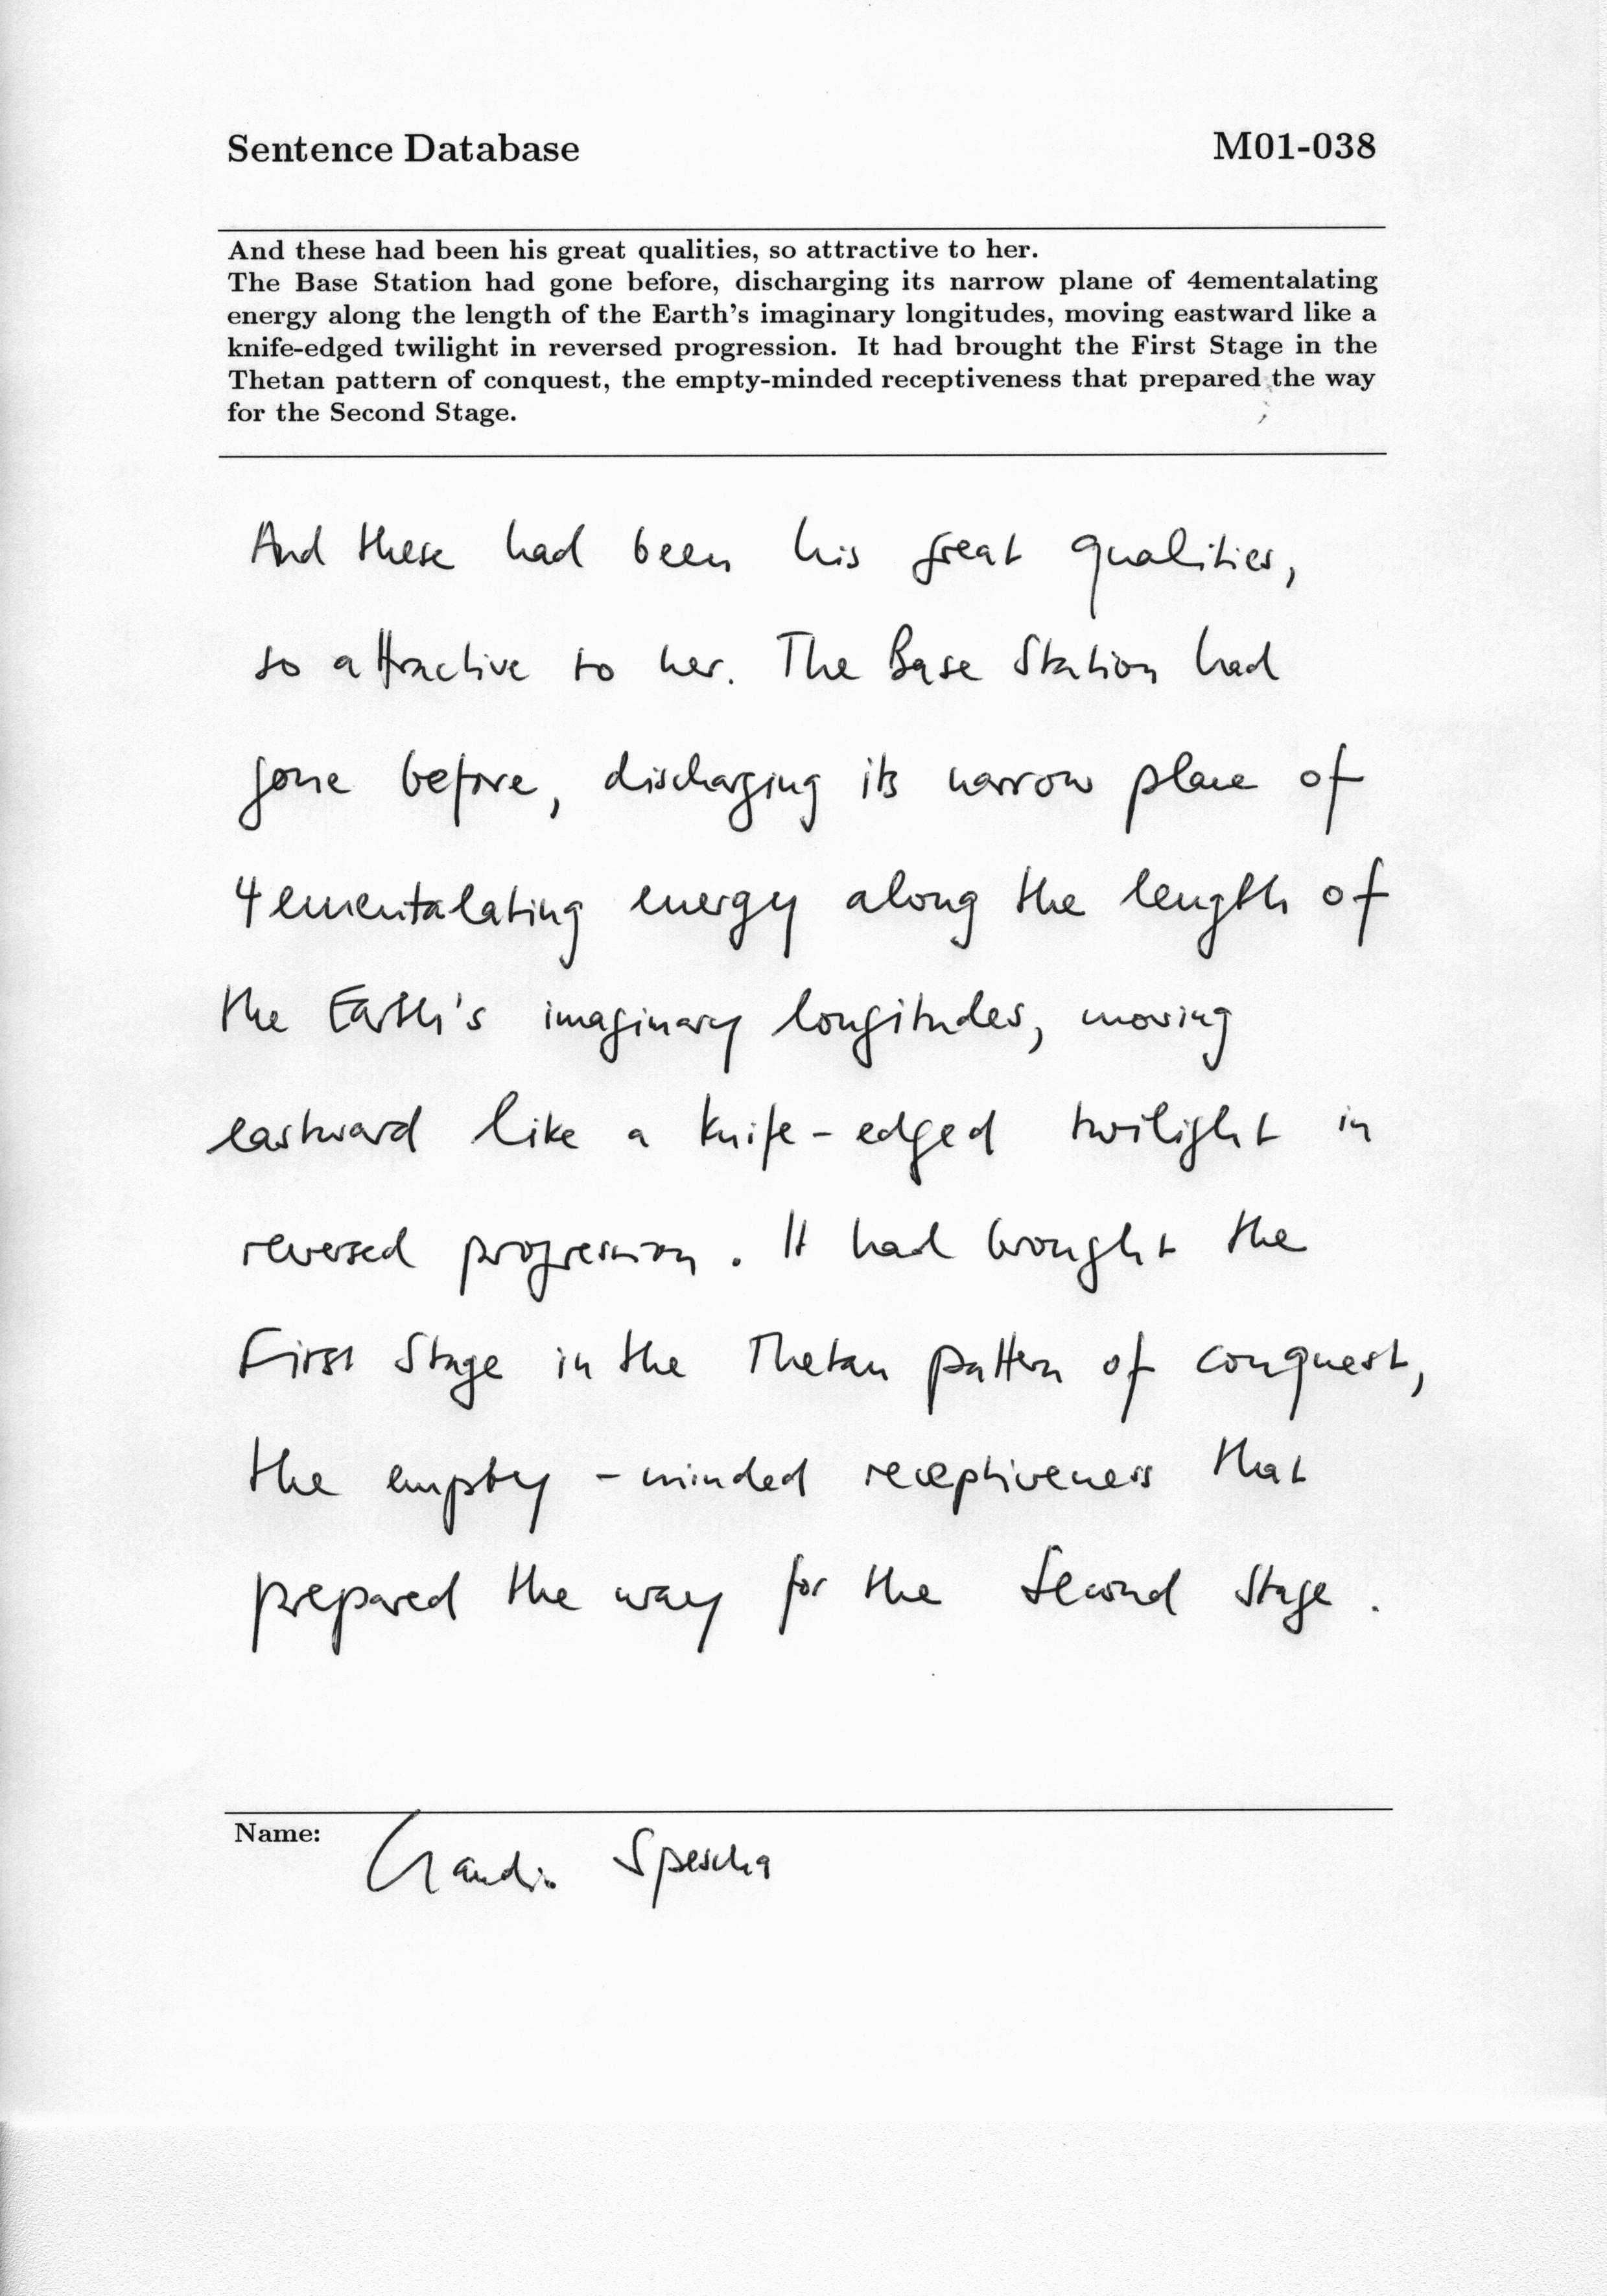 Sentence Database M01-038
And these had been his great qualities, so attractive to her.
The Base Station had gone before, discharging its narrow plane of 4ementalating
energy along the length of the Earth's imaginary longitudes, moving eastward like a
knife-edged twilight in reversed progression. It had brought the First Stage in the
Thetan pattern of conquest, the empty-minded receptiveness that prepared the way
for the Second Stage.
And these had been his great qualities,
so attractive to her. The Base Station had
gone before, discharging its narrow plane of
4ementalating energy along the length of
the Earth's imaginary longitudes, moving
eastward like a knife-edged twilight in
reversed progression. It had brought the
First Stage in the Thetan pattern of conquest,
the empty-minded receptiveness that
prepared the way for the Second Stage.
Name: Claudia Spescha